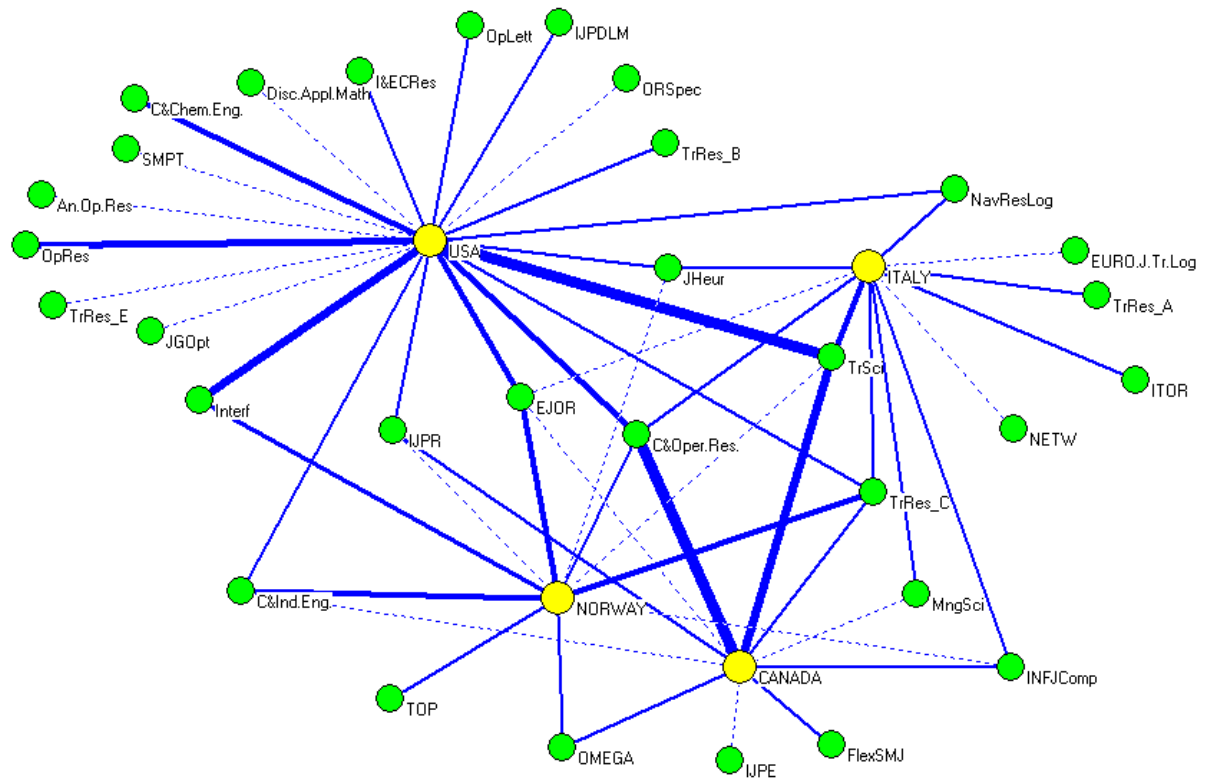 OpLett
IJPDLM
I&ECRes
Disc.Appl.Math
ORSpec
C&Chem.Eng.
TrRes_B
SMPT
An.Op.Res
NavResLog
OpRes
USA
EURO.J.Tr.Log
JHeur
ITALY
TrRes_A
TrRes_E
JGOpt
TrSci
ITOR
Interf
EJOR
IJPR
C&Oper.Res.
NETW
TrRes_C
C&Ind.Eng.
NORWAY
MngSci
CANADA
INFJComp
TOP
OMEGA
FlexSMJ
IJPE